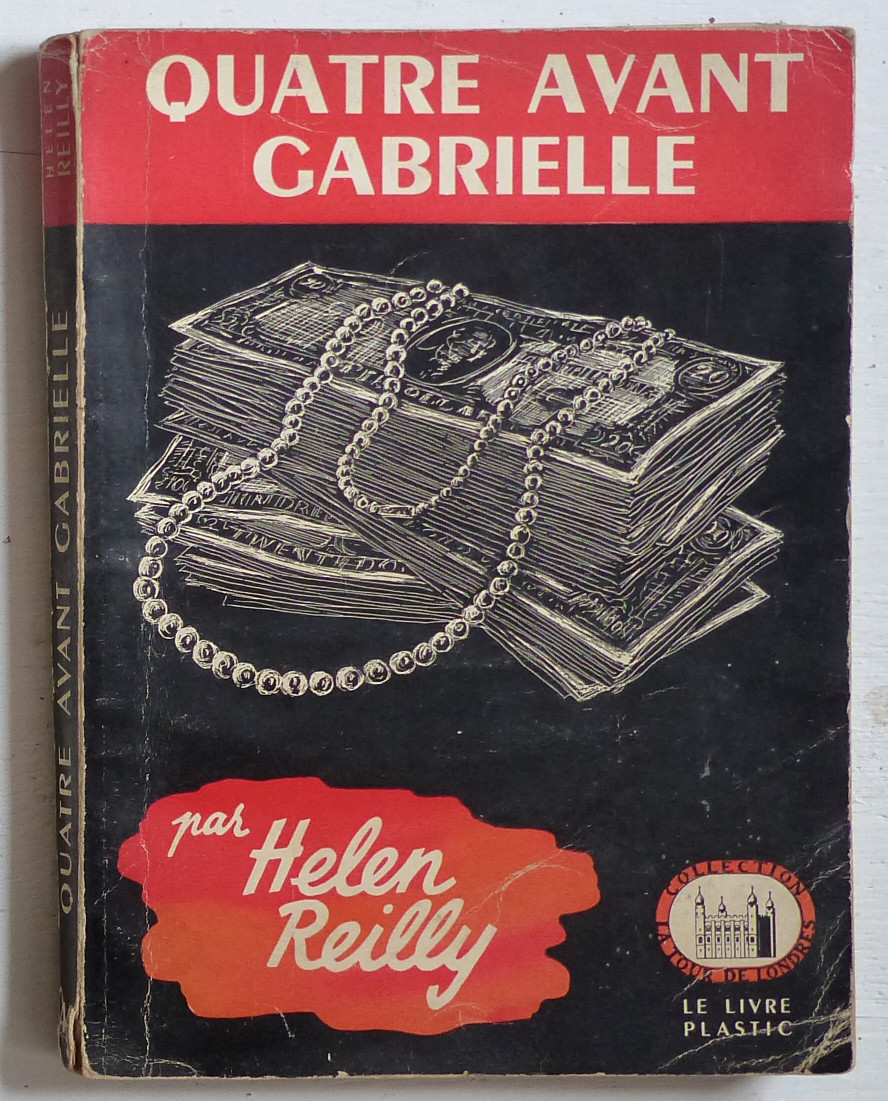 QUATRE AVANT
GABRIELLE
HELEN
REILLY
QUATRE AVANT GABRIELLE
20
par
Helen
Reilly
COLLECTION
LA TOUR DE LONDRES
LE LIVRE
PLASTIC